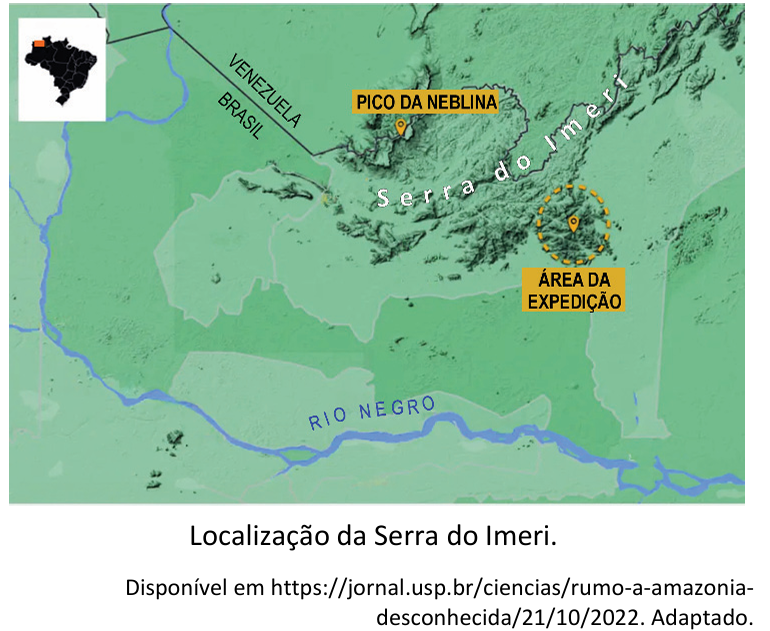 VENEZUELA
BRASIL
PICO DA NEBLINA
Serra do Imeri
ÁREA DA
EXPEDIÇÃO
RIO NEGRO
Localização da Serra do Imeri.
Disponível em https://jornal.usp.br/ciencias/rumo-a-amazonia-
desconhecida/21/10/2022. Adaptado.